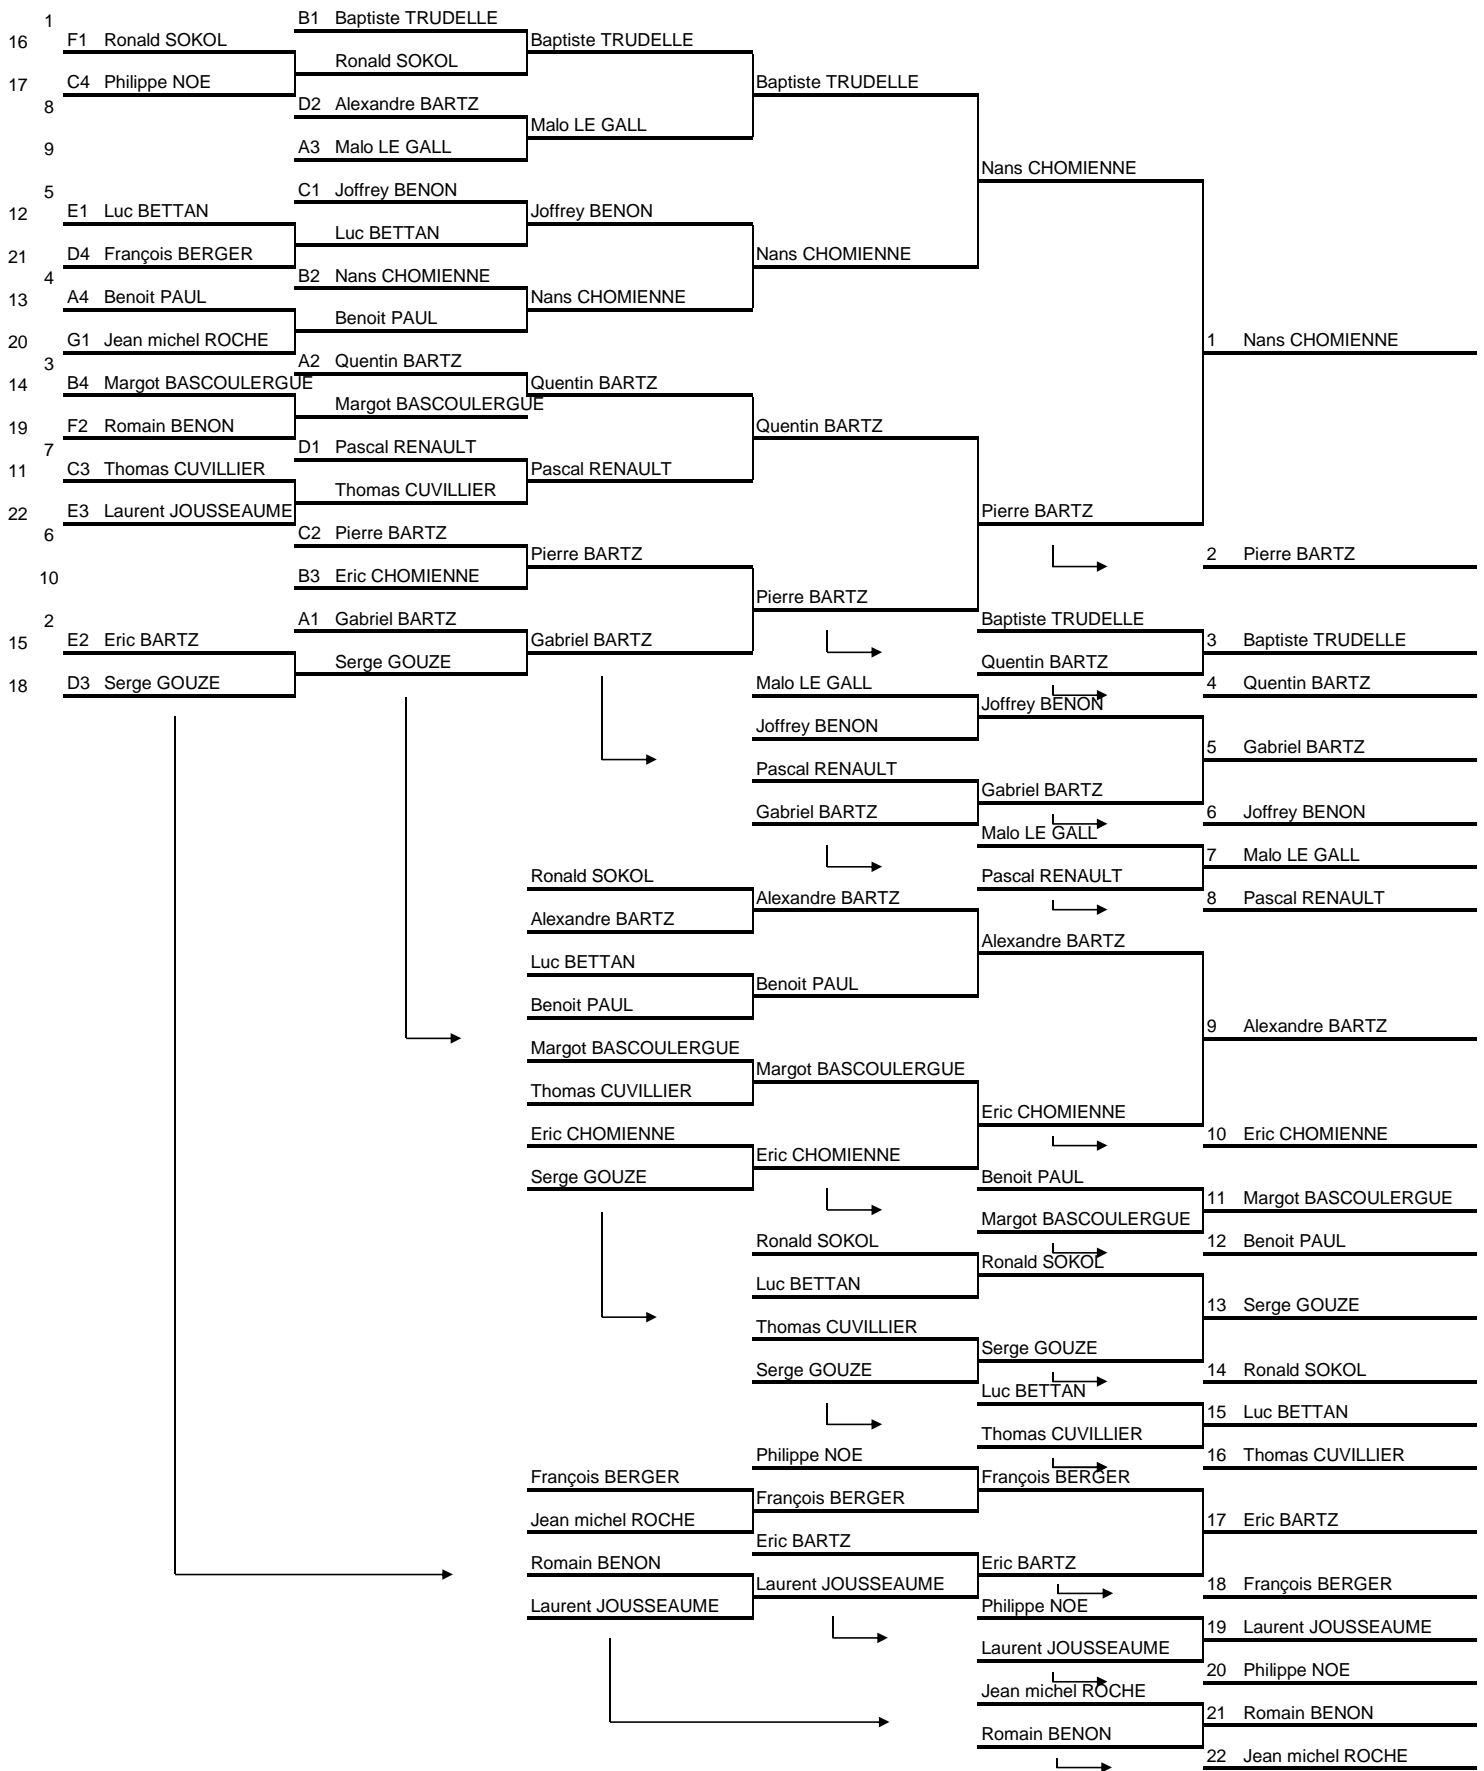 1 B1 Baptiste TRUDELLE
16 F1 Ronald SOKOL Baptiste TRUDELLE
Ronald SOKOL
17 C4 Philippe NOE Baptiste TRUDELLE
8 D2 Alexandre BARTZ
Malo LE GALL
9 A3 Malo LE GALL
Nans CHOMIENNE
5 C1 Joffrey BENON
12 E1 Luc BETTAN Joffrey BENON
Luc BETTAN
21 D4 François BERGER Nans CHOMIENNE
4 B2 Nans CHOMIENNE
13 A4 Benoit PAUL Nans CHOMIENNE
Benoit PAUL
20 G1 Jean michel ROCHE 1 Nans CHOMIENNE
3 A2 Quentin BARTZ
14 B4 Margot BASCOULERGUE Quentin BARTZ
Margot BASCOULERGUE
19 F2 Romain BENON Quentin BARTZ
7 D1 Pascal RENAULT
11 C3 Thomas CUVILLIER Pascal RENAULT
Thomas CUVILLIER
22 E3 Laurent JOUSSEAUME Pierre BARTZ
6 C2 Pierre BARTZ
Pierre BARTZ 2 Pierre BARTZ
10 B3 Eric CHOMIENNE
Pierre BARTZ
2 A1 Gabriel BARTZ Baptiste TRUDELLE
15 E2 Eric BARTZ Gabriel BARTZ 3 Baptiste TRUDELLE
Serge GOUZE Quentin BARTZ
18 D3 Serge GOUZE Malo LE GALL 4 Quentin BARTZ
Joffrey BENON
Joffrey BENON
5 Gabriel BARTZ
Pascal RENAULT
Gabriel BARTZ
Gabriel BARTZ 6 Joffrey BENON
Malo LE GALL
7 Malo LE GALL
Ronald SOKOL Pascal RENAULT
Alexandre BARTZ 8 Pascal RENAULT
Alexandre BARTZ
Alexandre BARTZ
Luc BETTAN
Benoit PAUL
Benoit PAUL
9 Alexandre BARTZ
Margot BASCOULERGUE
Margot BASCOULERGUE
Thomas CUVILLIER
Eric CHOMIENNE
Eric CHOMIENNE 10 Eric CHOMIENNE
Eric CHOMIENNE
Serge GOUZE Benoit PAUL
11 Margot BASCOULERGUE
Margot BASCOULERGUE
Ronald SOKOL 12 Benoit PAUL
Ronald SOKOL
Luc BETTAN
13 Serge GOUZE
Thomas CUVILLIER
Serge GOUZE
Serge GOUZE 14 Ronald SOKOL
Luc BETTAN
15 Luc BETTAN
Thomas CUVILLIER
Philippe NOE 16 Thomas CUVILLIER
François BERGER François BERGER
François BERGER
Jean michel ROCHE 17 Eric BARTZ
Eric BARTZ
Romain BENON Eric BARTZ
Laurent JOUSSEAUME 18 François BERGER
Laurent JOUSSEAUME Philippe NOE
19 Laurent JOUSSEAUME
Laurent JOUSSEAUME
20 Philippe NOE
Jean michel ROCHE
21 Romain BENON
Romain BENON
22 Jean michel ROCHE